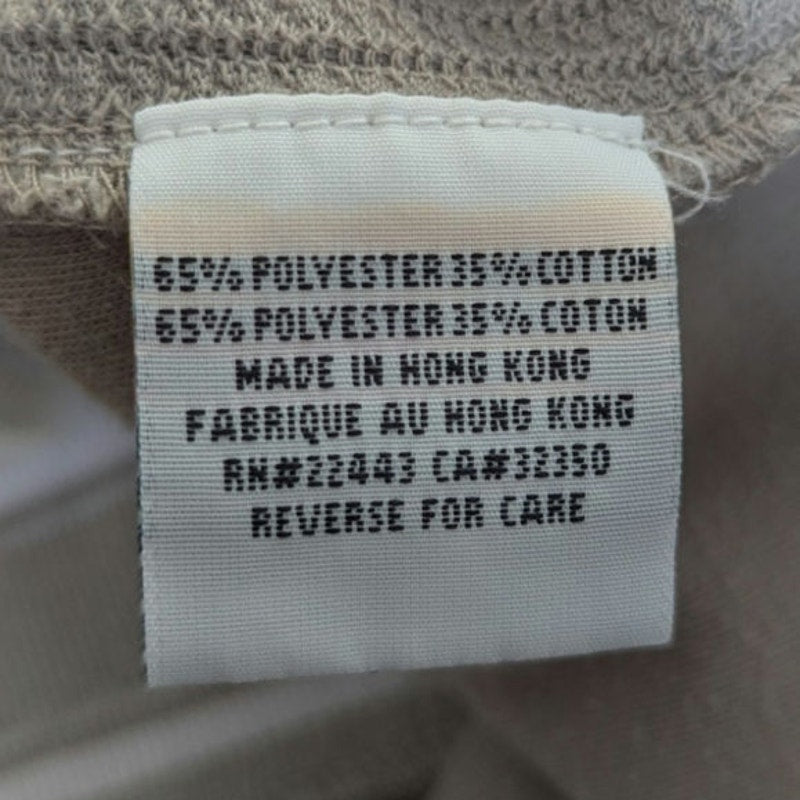 65% POLYESTER 35% COTTON
65% POLYESTER 35% COTON
MADE IN HONG KONG
FABRIQUE AU HONG KONG
RN#22443 CA#32350
REVERSE FOR CARE